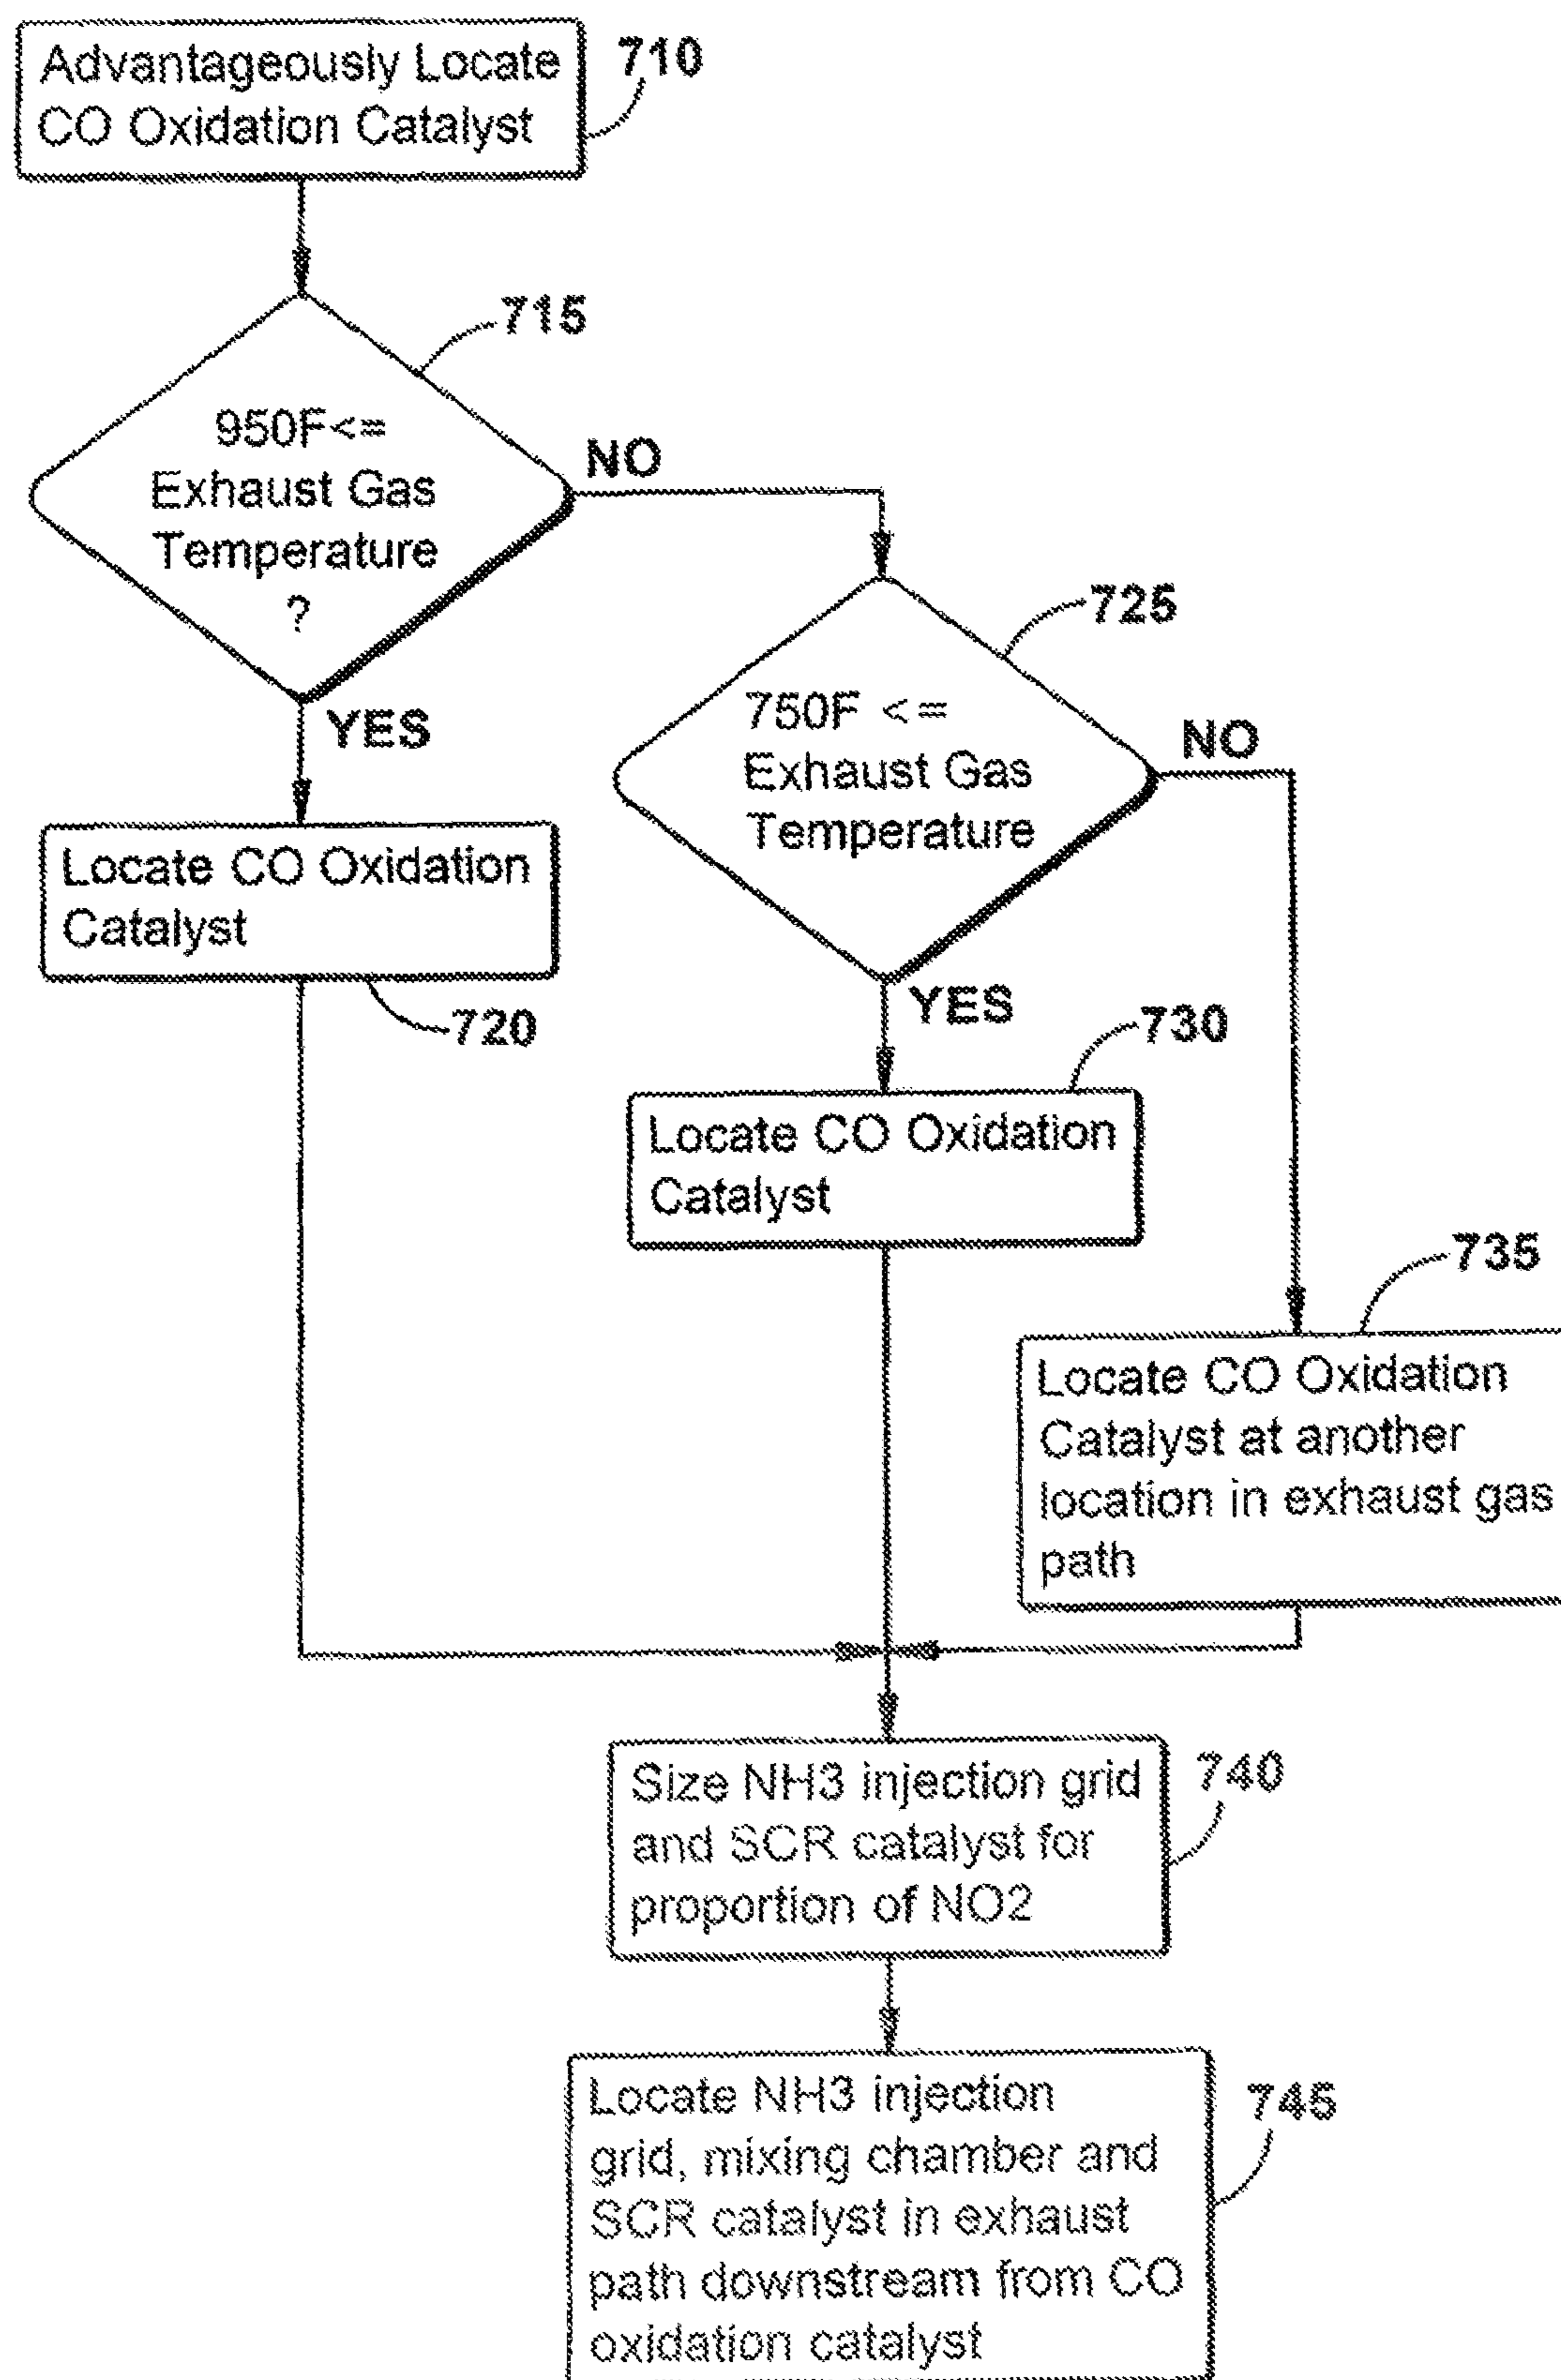 Advantageously Locate
CO Oxidation Catalyst
710
715
950F<=
Exhaust Gas
Temperature
?
NO
YES
725
750F <=
Exhaust Gas
Temperature
NO
YES
Locate CO Oxidation
Catalyst
720
730
Locate CO Oxidation
Catalyst
735
Locate CO Oxidation
Catalyst at another
location in exhaust gas
path
Size NH3 injection grid
and SCR catalyst for
proportion of NO2
740
Locate NH3 injection
grid, mixing chamber and
SCR catalyst in exhaust
path downstream from CO
oxidation catalyst
745